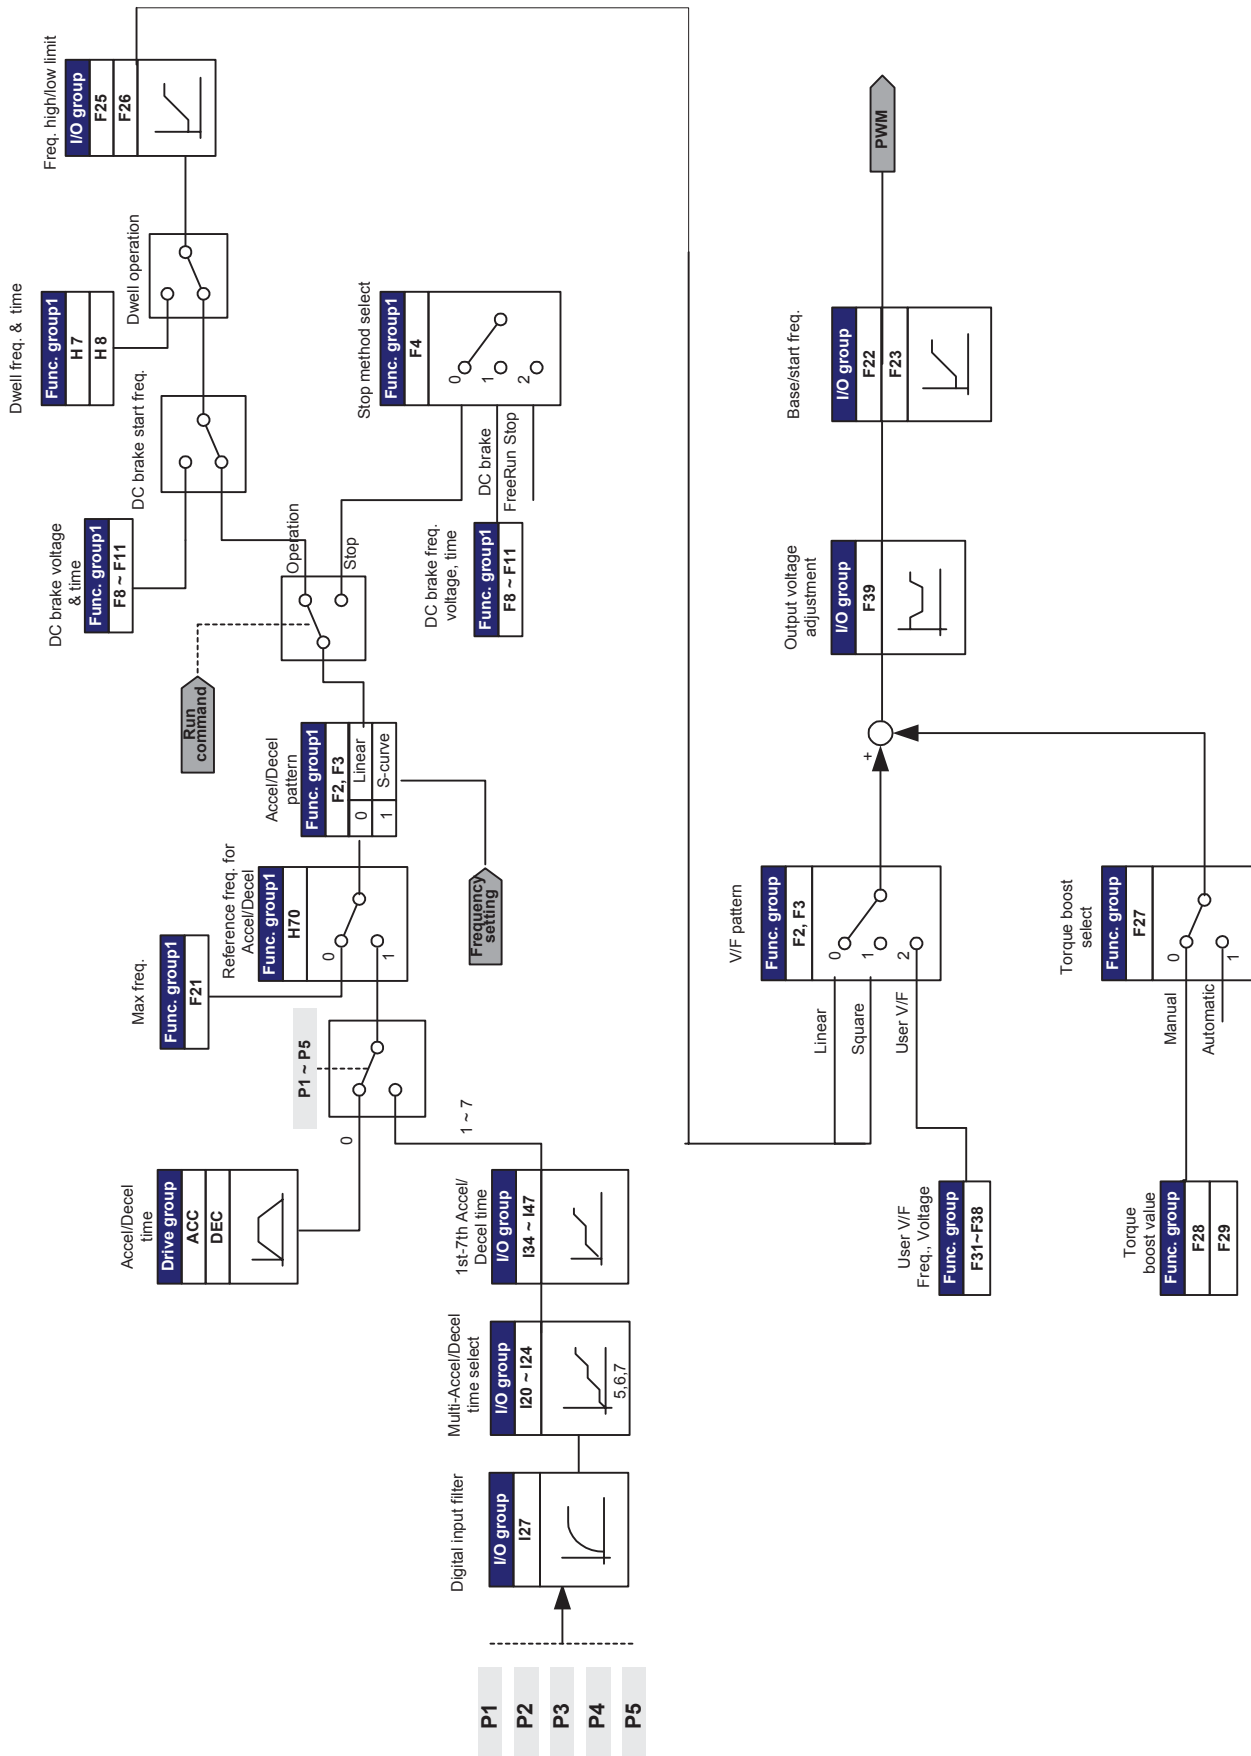 P1
P2
P3
P4
P5
Digital input filter
I/O group
I27
Multi-Accel/Decel
time select
I/O group
I20 ~ I24
5,6,7
1st-7th Accel/
Decel time
I/O group
I34 ~ I47
Accel/Decel
time
Drive group
ACC
DEC
0
1 ~ 7
P1 ~ P5
Max freq.
Func. group1
F21
Reference freq. for
Accel/Decel
Func. group1
H70
0
1
Frequency
setting
Accel/Decel
pattern
Func. group1
F2, F3
0
Linear
1
S-curve
Run
command
Operation
Stop
DC brake voltage
& time
Func. group1
F8 ~ F11
DC brake start freq.
DC brake freq.
voltage, time
Func. group1
F8 ~ F11
DC brake
FreeRun Stop
Stop method select
Func. group1
F4
0
1
2
Dwell freq. & time
Func. group1
H 7
H 8
Dwell operation
Freq. high/low limit
I/O group
F25
F26
User V/F
Freq., Voltage
Func. group
F31~F38
Linear
Square
User V/F
V/F pattern
Func. group
F2, F3
0
1
2
+
Torque
boost value
Func. group
F28
F29
Manual
Automatic
Torque boost
select
Func. group
F27
0
1
Output voltage
adjustment
I/O group
F39
Base/start freq.
I/O group
F22
F23
PWM